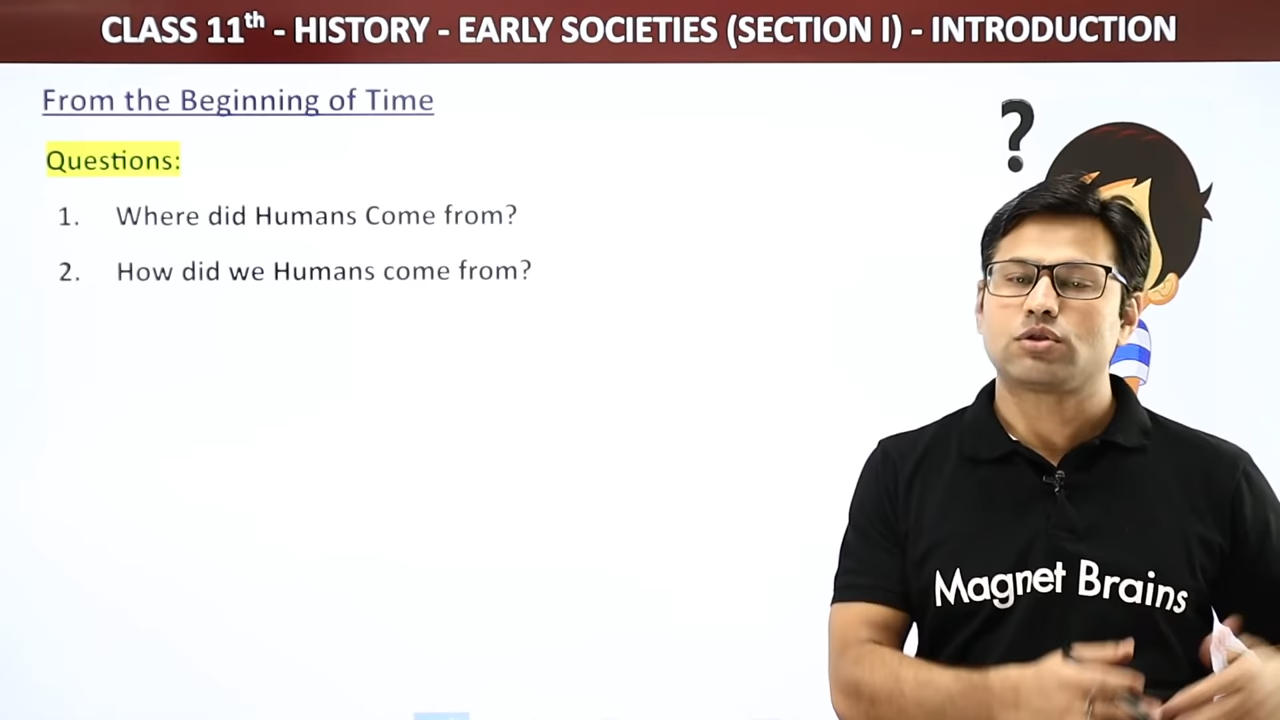 CLASS 11th - HISTORY - EARLY SOCIETIES (SECTION I) - INTRODUCTION
From the Beginning of Time
?
Questions:
1. Where did Humans Come from?
2. How did we Humans come from?
Magnet Brains